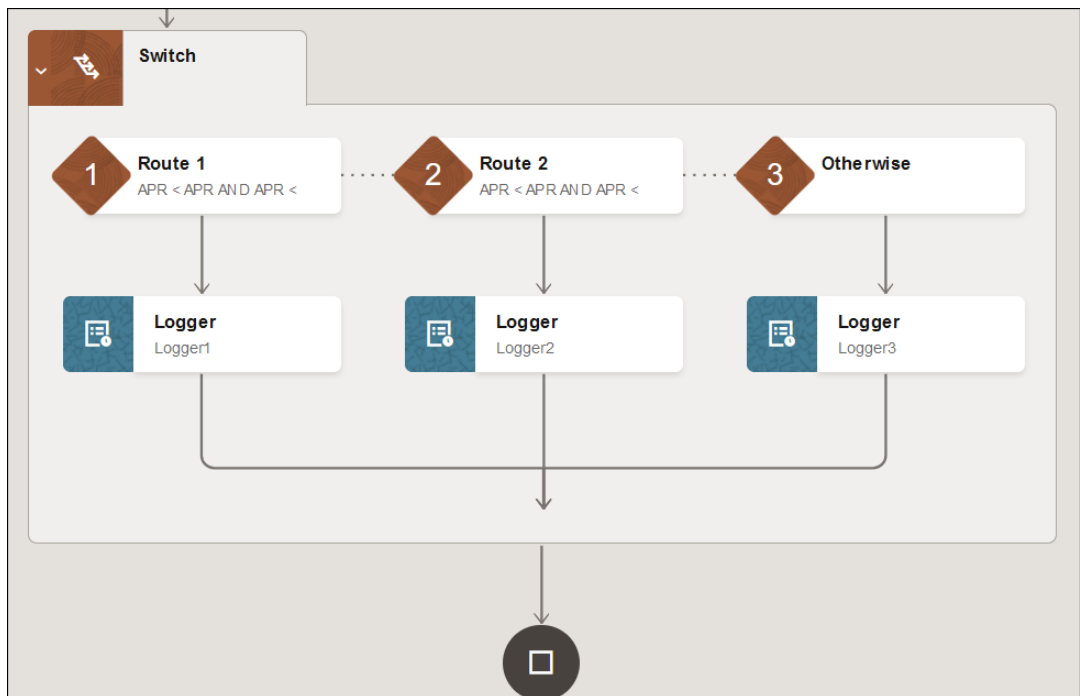 Switch
1
Route 1
APR < APR AND APR <
2
Route 2
APR < APR AND APR <
3
Otherwise
Logger
Logger1
Logger
Logger2
Logger
Logger3